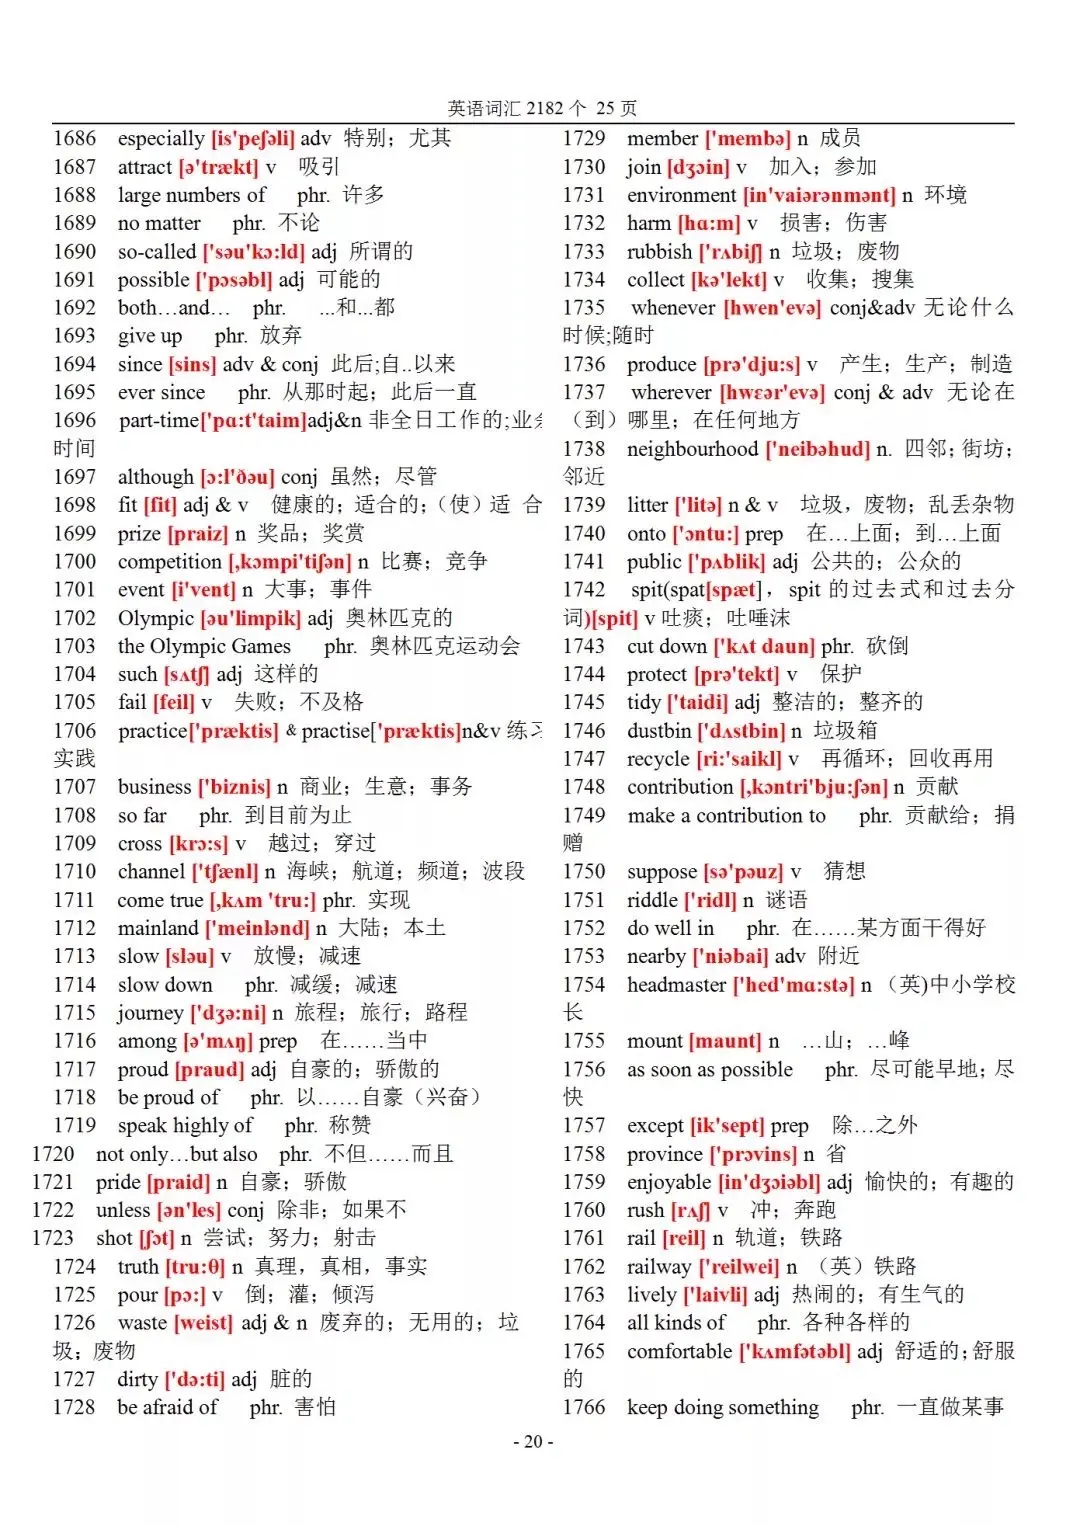 英语词汇 2182 个 25 页
1686 especially [is'peʃəli] adv 特别；尤其
1687 attract [ə'trækt] v 吸引
1688 large numbers of phr. 许多
1689 no matter phr. 不论
1690 so-called ['səu'kɔ:ld] adj 所谓的
1691 possible ['pɔsəbl] adj 可能的
1692 both…and… phr. ...和...都
1693 give up phr. 放弃
1694 since [sins] adv & conj 此后;自..以来
1695 ever since phr. 从那时起；此后一直
1696 part-time['pɑ:t'taim]adj&n 非全日工作的;业余
时间
1697 although [ɔ:l'ðəu] conj 虽然；尽管
1698 fit [fit] adj & v 健康的；适合的；（使）适 合
1699 prize [praiz] n 奖品；奖赏
1700 competition [,kɔmpi'tiʃən] n 比赛；竞争
1701 event [i'vent] n 大事；事件
1702 Olympic [əu'limpik] adj 奥林匹克的
1703 the Olympic Games phr. 奥林匹克运动会
1704 such [sʌtʃ] adj 这样的
1705 fail [feil] v 失败；不及格
1706 practice['præktis] & practise['præktis]n&v 练习
实践
1707 business ['biznis] n 商业；生意；事务
1708 so far phr. 到目前为止
1709 cross [krɔ:s] v 越过；穿过
1710 channel ['tʃænl] n 海峡；航道；频道；波段
1711 come true [,kʌm 'tru:] phr. 实现
1712 mainland ['meinlənd] n 大陆；本土
1713 slow [sləu] v 放慢；减速
1714 slow down phr. 减缓；减速
1715 journey ['dʒə:ni] n 旅程；旅行；路程
1716 among [ə'mʌŋ] prep 在……当中
1717 proud [praud] adj 自豪的；骄傲的
1718 be proud of phr. 以……自豪（兴奋）
1719 speak highly of phr. 称赞
1720 not only…but also phr. 不但……而且
1721 pride [praid] n 自豪；骄傲
1722 unless [ən'les] conj 除非；如果不
1723 shot [ʃɔt] n 尝试；努力；射击
1724 truth [tru:θ] n 真理，真相，事实
1725 pour [pɔ:] v 倒；灌；倾泻
1726 waste [weist] adj & n 废弃的；无用的；垃
圾；废物
1727 dirty ['də:ti] adj 脏的
1728 be afraid of phr. 害怕
1729 member ['membə] n 成员
1730 join [dʒɔin] v 加入；参加
1731 environment [in'vaiərənmənt] n 环境
1732 harm [hɑ:m] v 损害；伤害
1733 rubbish ['rʌbiʃ] n 垃圾；废物
1734 collect [kə'lekt] v 收集；搜集
1735 whenever [hwen'evə] conj&adv 无论什么
时候;随时
1736 produce [prə'dju:s] v 产生；生产；制造
1737 wherever [hwɛər'evə] conj & adv 无论在
（到）哪里；在任何地方
1738 neighbourhood ['neibəhud] n. 四邻；街坊；
邻近
1739 litter ['litə] n & v 垃圾，废物；乱丢杂物
1740 onto ['ɔntu:] prep 在…上面；到…上面
1741 public ['pʌblik] adj 公共的；公众的
1742 spit(spat[spæt]，spit 的过去式和过去分
词)[spit] v 吐痰；吐唾沫
1743 cut down ['kʌt daun] phr. 砍倒
1744 protect [prə'tekt] v 保护
1745 tidy ['taidi] adj 整洁的；整齐的
1746 dustbin ['dʌstbin] n 垃圾箱
1747 recycle [ri:'saikl] v 再循环；回收再用
1748 contribution [,kɔntri'bju:ʃən] n 贡献
1749 make a contribution to phr. 贡献给；捐
赠
1750 suppose [sə'pəuz] v 猜想
1751 riddle ['ridl] n 谜语
1752 do well in phr. 在……某方面干得好
1753 nearby ['niəbai] adv 附近
1754 headmaster ['hed'mɑ:stə] n （英)中小学校
长
1755 mount [maunt] n …山；…峰
1756 as soon as possible phr. 尽可能早地；尽
快
1757 except [ik'sept] prep 除…之外
1758 province ['prɔvins] n 省
1759 enjoyable [in'dʒɔiəbl] adj 愉快的；有趣的
1760 rush [rʌʃ] v 冲；奔跑
1761 rail [reil] n 轨道；铁路
1762 railway ['reilwei] n （英）铁路
1763 lively ['laivli] adj 热闹的；有生气的
1764 all kinds of phr. 各种各样的
1765 comfortable ['kʌmfətəbl] adj 舒适的；舒服
的
1766 keep doing something phr. 一直做某事
- 20 -